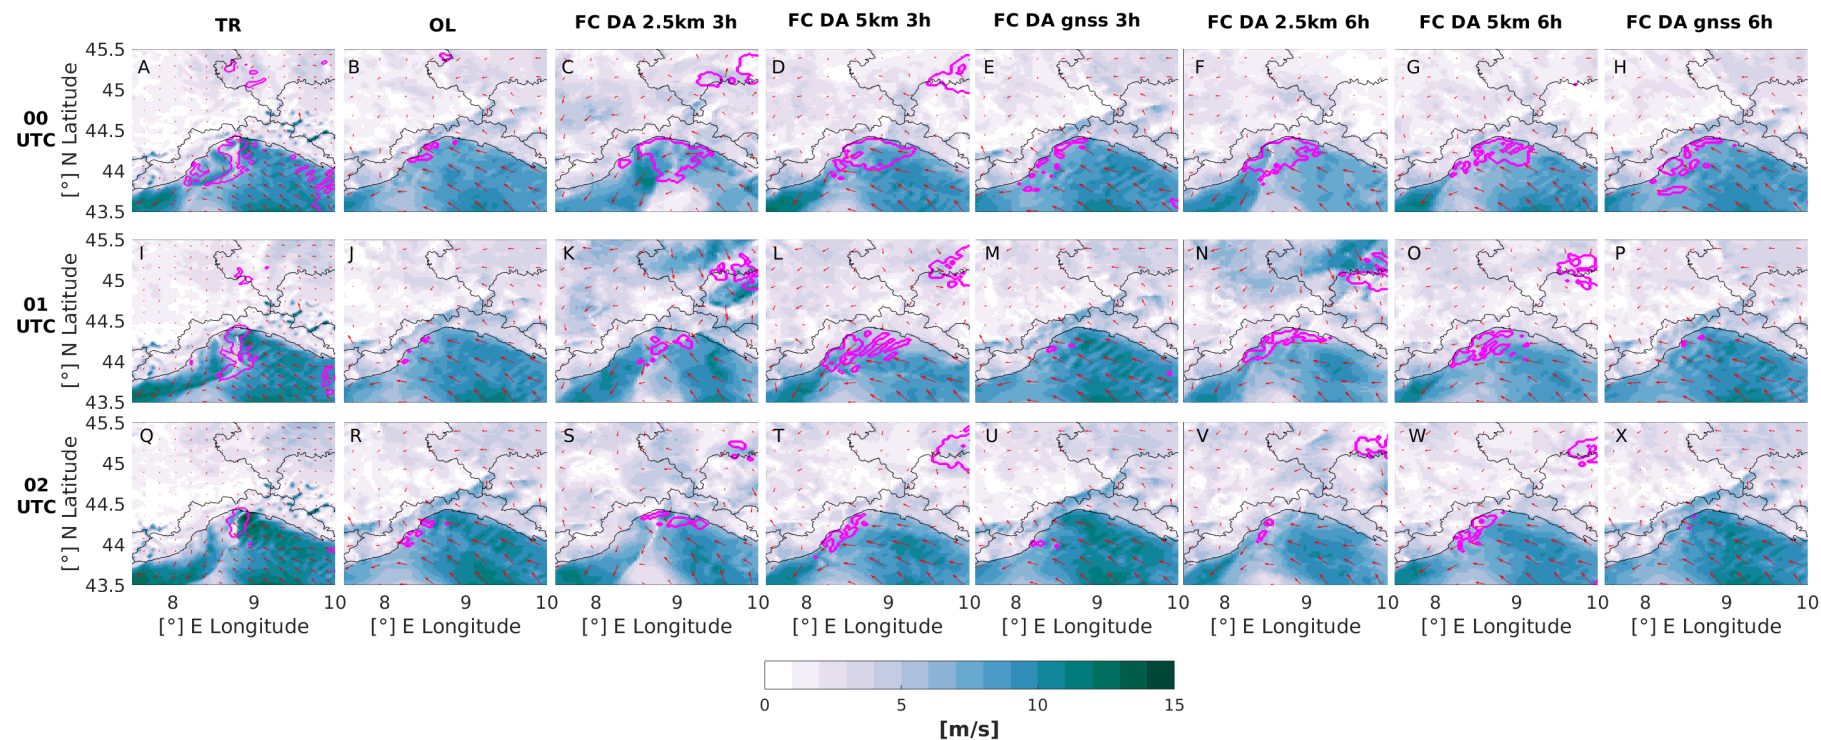 TR OL FC DA 2.5km 3h FC DA 5km 3h FC DA gnss 3h FC DA 2.5km 6h FC DA 5km 6h FC DA gnss 6h
00
UTC
[°] N Latitude
45.5
45
44.5
44
43.5
A B C D E F G H
01
UTC
[°] N Latitude
45.5
45
44.5
44
43.5
I J K L M N O P
02
UTC
[°] N Latitude
45.5
45
44.5
44
43.5
Q R S T U V W X
8 9 10 8 9 10 8 9 10 8 9 10 8 9 10 8 9 10 8 9 10 8 9 10
[°] E Longitude [°] E Longitude [°] E Longitude [°] E Longitude [°] E Longitude [°] E Longitude [°] E Longitude [°] E Longitude
0 5 10 15
[m/s]